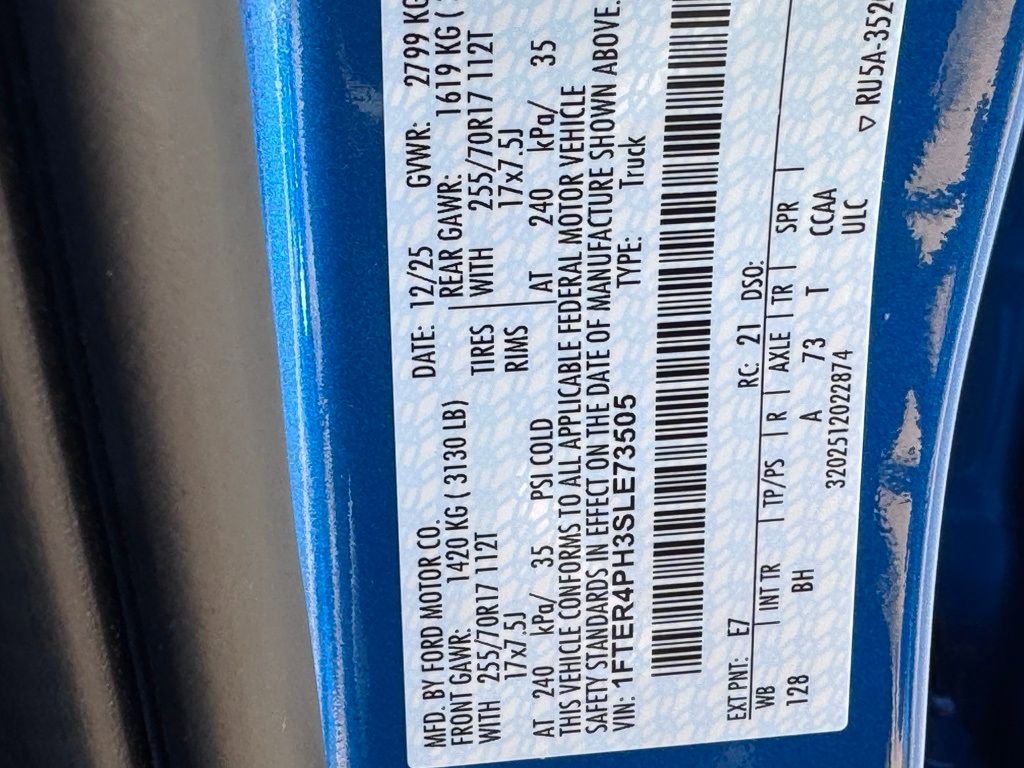 MFD. BY FORD MOTOR CO. DATE: 12/25 GVWR: 2799 KG
FRONT GAWR: 1420 KG ( 3130 LB) REAR GAWR: 1619 KG (
WITH 255/70R17 112T TIRES WITH 255/70R17 112T
17x7.5J RIMS 17x7.5J
AT 240 kPa/ 35 PSI COLD AT 240 kPa/ 35
THIS VEHICLE CONFORMS TO ALL APPLICABLE FEDERAL MOTOR VEHICLE
SAFETY STANDARDS IN EFFECT ON THE DATE OF MANUFACTURE SHOWN ABOVE.
VIN: 1FTER4PH3SLE73505 TYPE: Truck
EXT PNT: E7 RC: 21 DSO:
WB INT TR TP/PS R AXLE TR SPR
128 BH A 73 T CCAA
3202512022874 ULC
▽ RU5A-352